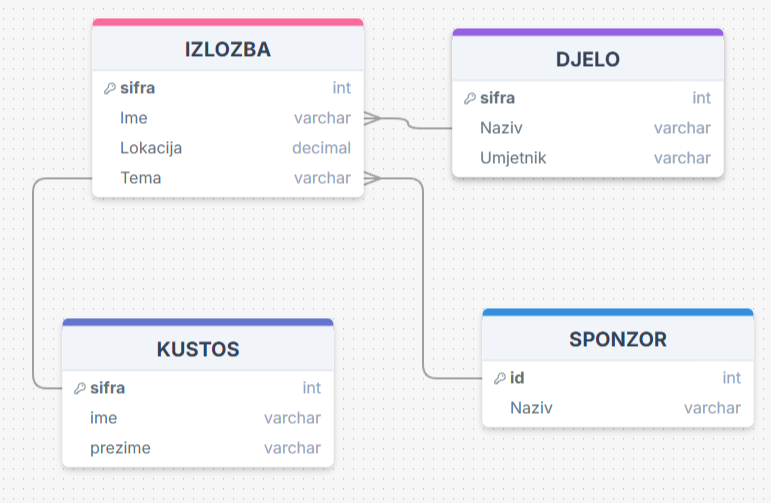 IZLOZBA
sifra int
Ime varchar
Lokacija decimal
Tema varchar
DJELO
sifra int
Naziv varchar
Umjetnik varchar
KUSTOS
sifra int
ime varchar
prezime varchar
SPONZOR
id int
Naziv varchar